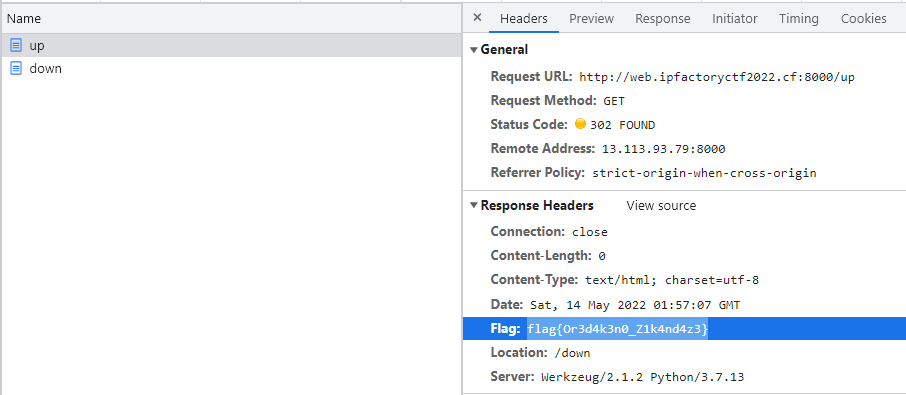 Name
up
down
× Headers Preview Response Initiator Timing Cookies
General
Request URL: http://web.ipfactoryctf2022.cf:8000/up
Request Method: GET
Status Code: 302 FOUND
Remote Address: 13.113.93.79:8000
Referrer Policy: strict-origin-when-cross-origin
Response Headers View source
Connection: close
Content-Length: 0
Content-Type: text/html; charset=utf-8
Date: Sat, 14 May 2022 01:57:07 GMT
Flag: flag{Or3d4k3n0_Z1k4nd4z3}
Location: /down
Server: Werkzeug/2.1.2 Python/3.7.13